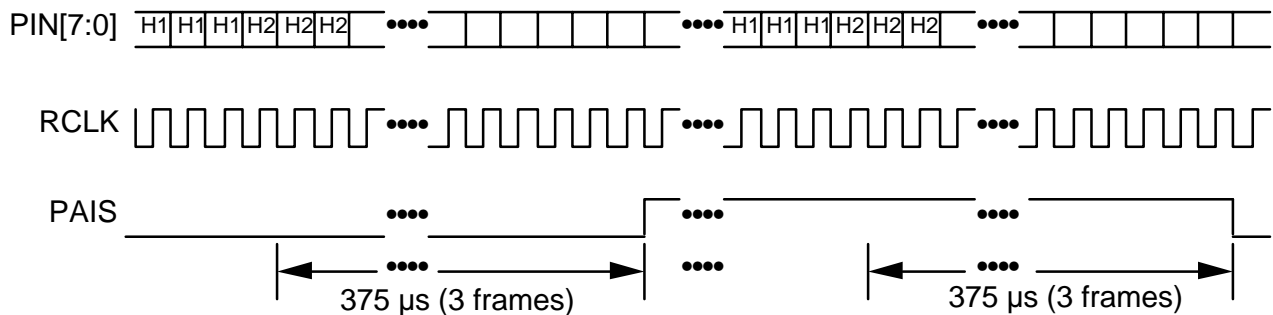 PIN[7:0] H1 H1 H1 H2 H2 H2 •••• •••• H1 H1 H1 H2 H2 H2 ••••
RCLK •••• •••• ••••
PAIS •••• •••• ••••
•••• •••• ••••
375 µs (3 frames) 375 µs (3 frames)